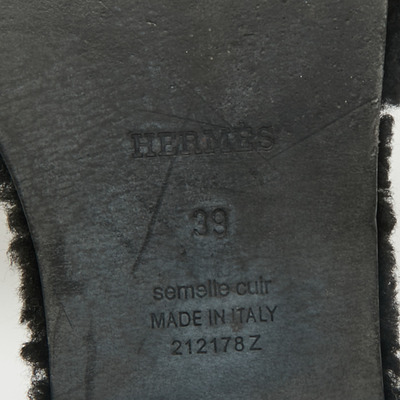 HERMÈS
39
semelle cuir
MADE IN ITALY
212178 Z